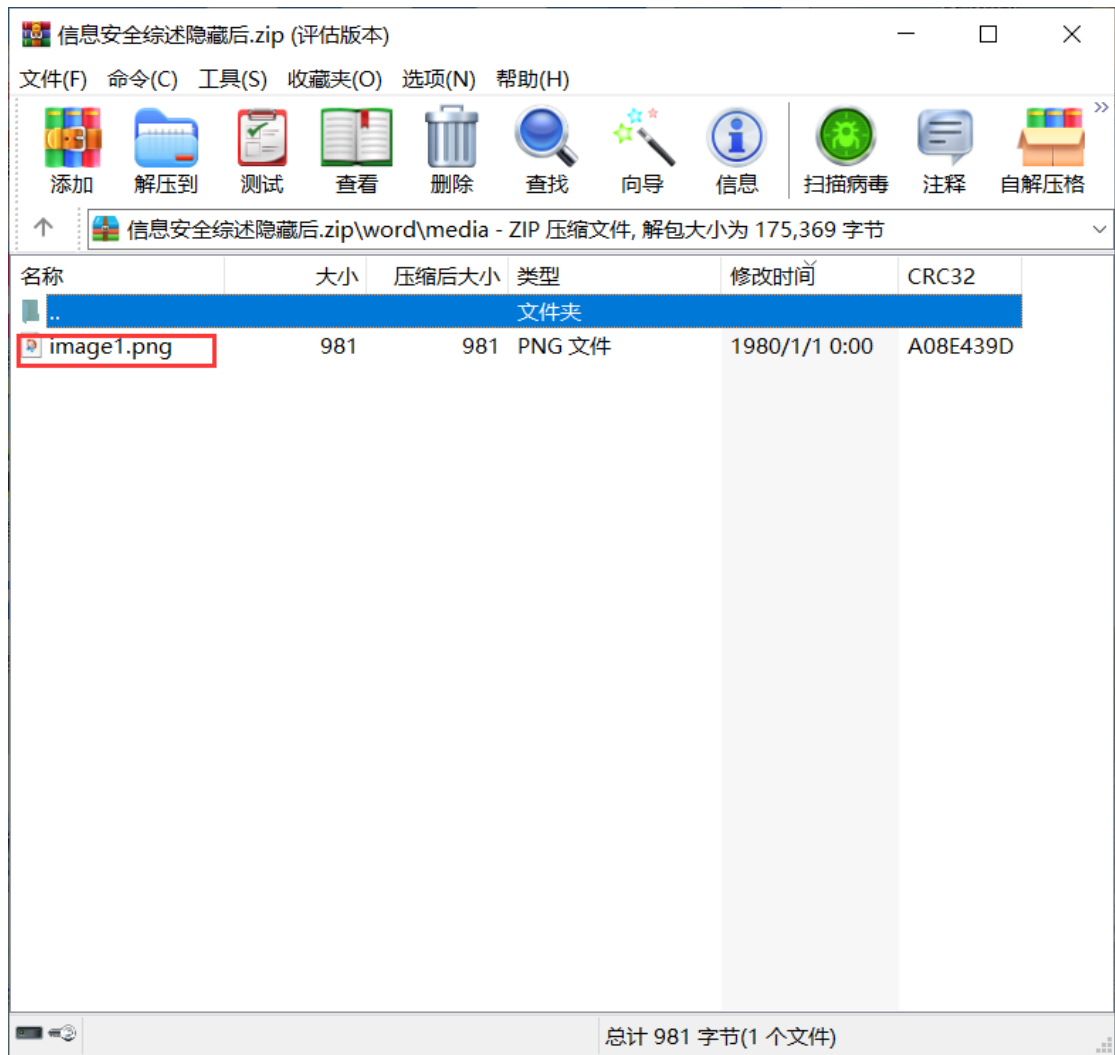 信息安全综述隐藏后.zip (评估版本)
文件(F) 命令(C) 工具(S) 收藏夹(O) 选项(N) 帮助(H)
添加 解压到 测试 查看 删除 查找 向导 信息 扫描病毒 注释 自解压格
信息安全综述隐藏后.zip\word\media - ZIP 压缩文件, 解包大小为 175,369 字节
名称 大小 压缩后大小 类型 修改时间 CRC32
.. 文件夹
image1.png 981 981 PNG 文件 1980/1/1 0:00 A08E439D
总计 981 字节(1 个文件)